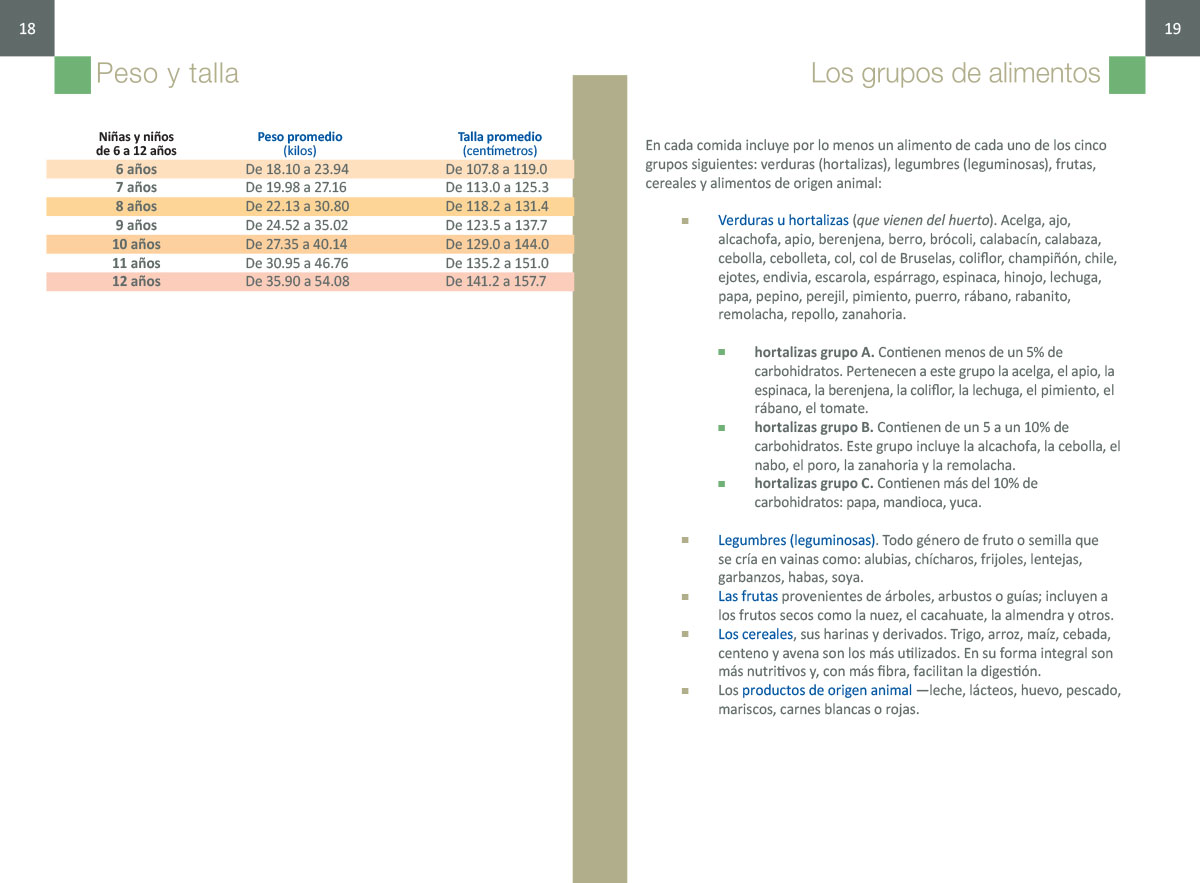 18
Peso y talla
Niñas y niños
de 6 a 12 años
Peso promedio
(kilos)
Talla promedio
(centímetros)
6 años De 18.10 a 23.94 De 107.8 a 119.0
7 años De 19.98 a 27.16 De 113.0 a 125.3
8 años De 22.13 a 30.80 De 118.2 a 131.4
9 años De 24.52 a 35.02 De 123.5 a 137.7
10 años De 27.35 a 40.14 De 129.0 a 144.0
11 años De 30.95 a 46.76 De 135.2 a 151.0
12 años De 35.90 a 54.08 De 141.2 a 157.7
19
Los grupos de alimentos
En cada comida incluye por lo menos un alimento de cada uno de los cinco
grupos siguientes: verduras (hortalizas), legumbres (leguminosas), frutas,
cereales y alimentos de origen animal:
Verduras u hortalizas (que vienen del huerto). Acelga, ajo,
alcachofa, apio, berenjena, berro, brócoli, calabacín, calabaza,
cebolla, cebolleta, col, col de Bruselas, coliflor, champiñón, chile,
ejotes, endivia, escarola, espárrago, espinaca, hinojo, lechuga,
papa, pepino, perejil, pimiento, puerro, rábano, rabanito,
remolacha, repollo, zanahoria.
hortalizas grupo A. Contienen menos de un 5% de
carbohidratos. Pertenecen a este grupo la acelga, el apio, la
espinaca, la berenjena, la coliflor, la lechuga, el pimiento, el
rábano, el tomate.
hortalizas grupo B. Contienen de un 5 a un 10% de
carbohidratos. Este grupo incluye la alcachofa, la cebolla, el
nabo, el poro, la zanahoria y la remolacha.
hortalizas grupo C. Contienen más del 10% de
carbohidratos: papa, mandioca, yuca.
Legumbres (leguminosas). Todo género de fruto o semilla que
se cría en vainas como: alubias, chícharos, frijoles, lentejas,
garbanzos, habas, soya.
Las frutas provenientes de árboles, arbustos o guías; incluyen a
los frutos secos como la nuez, el cacahuate, la almendra y otros.
Los cereales, sus harinas y derivados. Trigo, arroz, maíz, cebada,
centeno y avena son los más utilizados. En su forma integral son
más nutritivos y, con más fibra, facilitan la digestión.
Los productos de origen animal —leche, lácteos, huevo, pescado,
mariscos, carnes blancas o rojas.